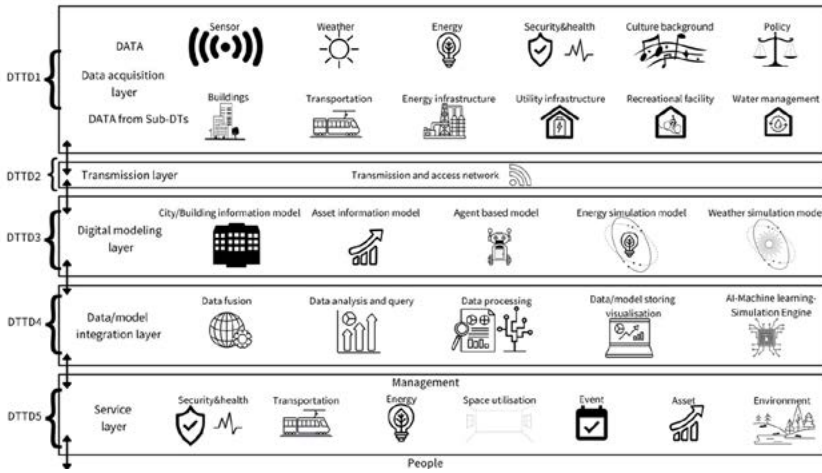 Sensor Weather Energy Security&health Culture background Policy
DATA
DTTD1 Data acquisition
layer
Buildings Transportation Energy infrastructure Utility infrastructure Recreational facility Water management
DATA from Sub-DTs
DTTD2 Transmission layer Transmission and access network
City/Building information model Asset information model Agent based model Energy simulation model Weather simulation model
DTTD3 Digital modeling
layer
Data fusion Data analysis and query Data processing Data/model storing
visualisation AI-Machine learning-
Simulation Engine
DTTD4 Data/model
integration layer
Management
Security&health Transportation Energy Space utilisation Event Asset Environment
DTTD5 Service
layer
People